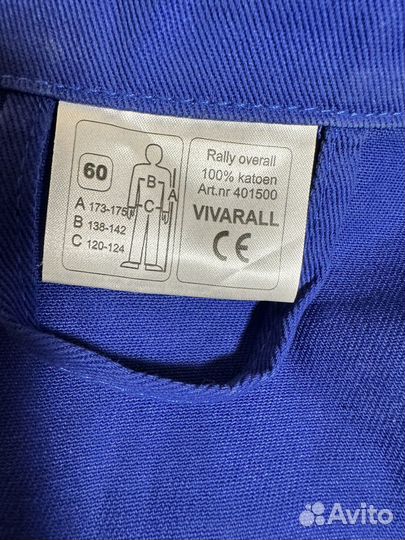 60
B
A
C
A 173-175
B 138-142
C 120-124
Rally overall
100% katoen
Art.nr 401500
VIVARALL
CE
Avito